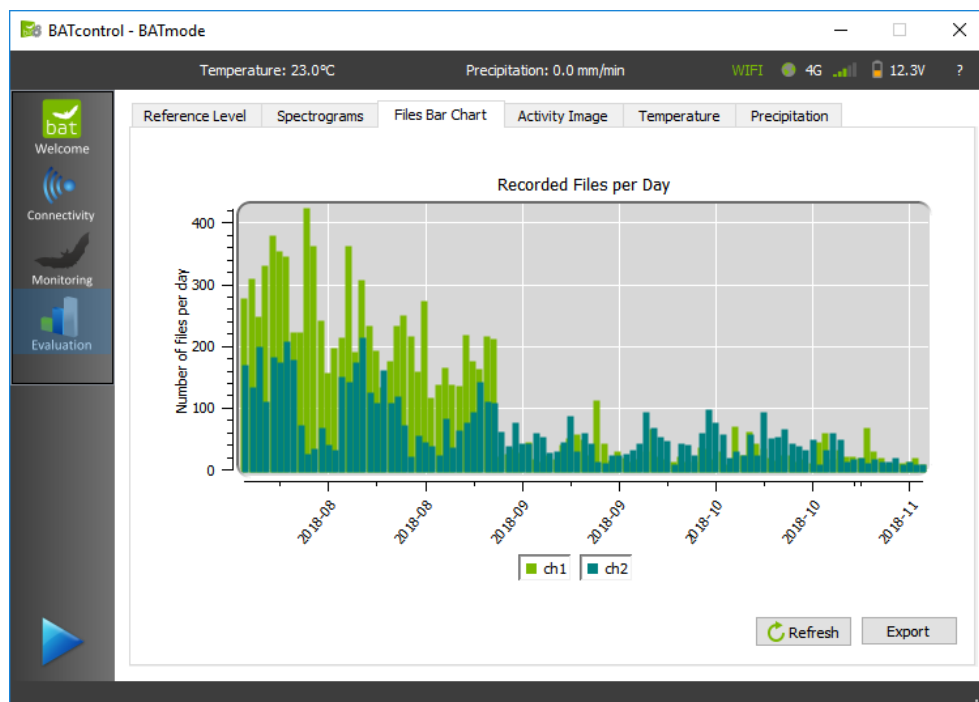 BATcontrol - BATmode
Temperature: 23.0°C Precipitation: 0.0 mm/min WIFI 4G 12.3V ?
bat
Welcome
Connectivity
Monitoring
Evaluation
Reference Level Spectrograms Files Bar Chart Activity Image Temperature Precipitation
Recorded Files per Day
Number of files per day
400
300
200
100
0
2018-08 2018-08 2018-09 2018-09 2018-10 2018-10 2018-11
ch1 ch2
Refresh Export